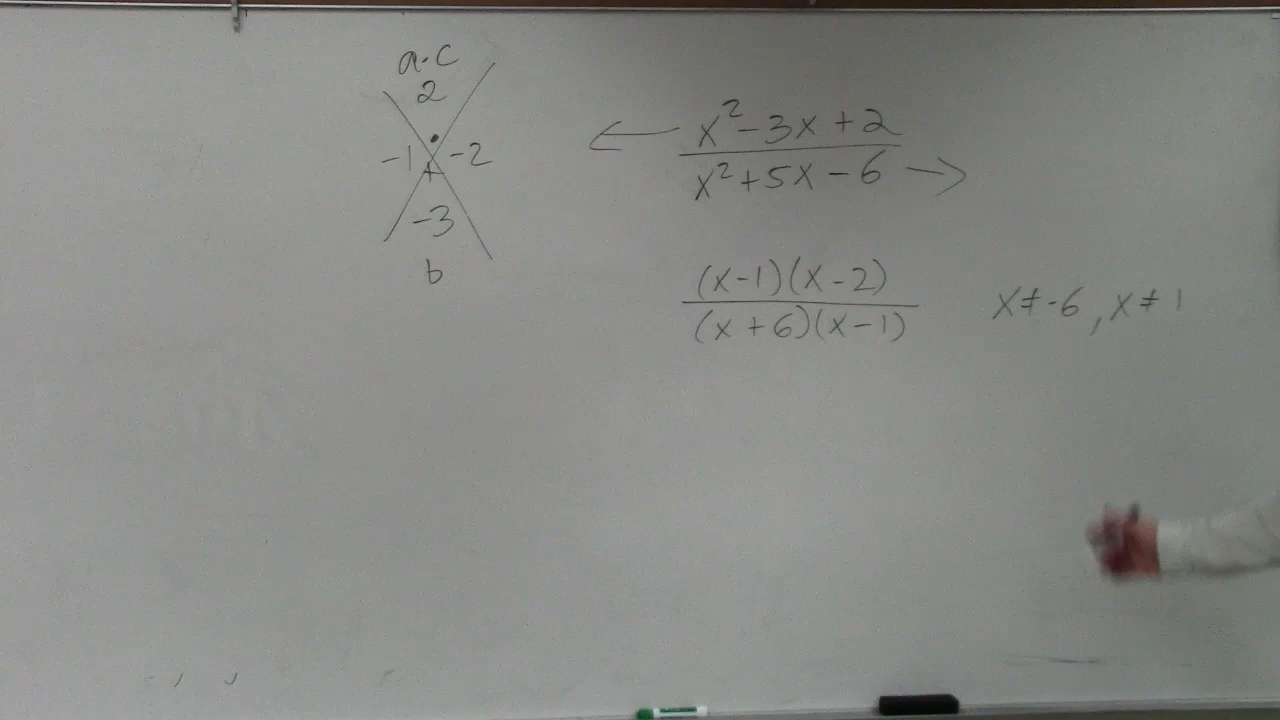 a·c
2
·
-1 -2
+
-3
b
← x²-3x+2
x²+5x-6 →
(x-1)(x-2)
(x+6)(x-1)
x≠-6, x≠1